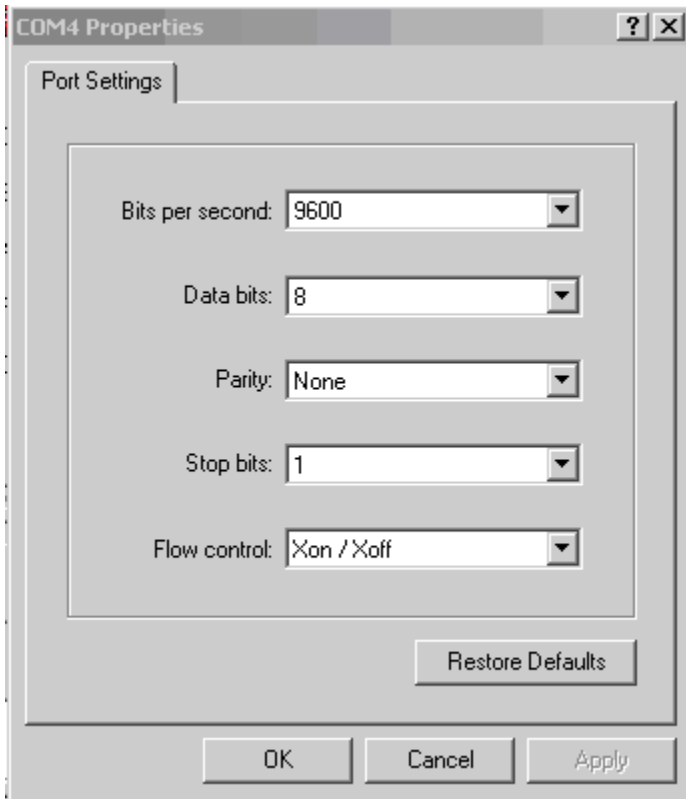 COM4 Properties
Port Settings
Bits per second: 9600
Data bits: 8
Parity: None
Stop bits: 1
Flow control: Xon / Xoff
Restore Defaults
OK Cancel Apply